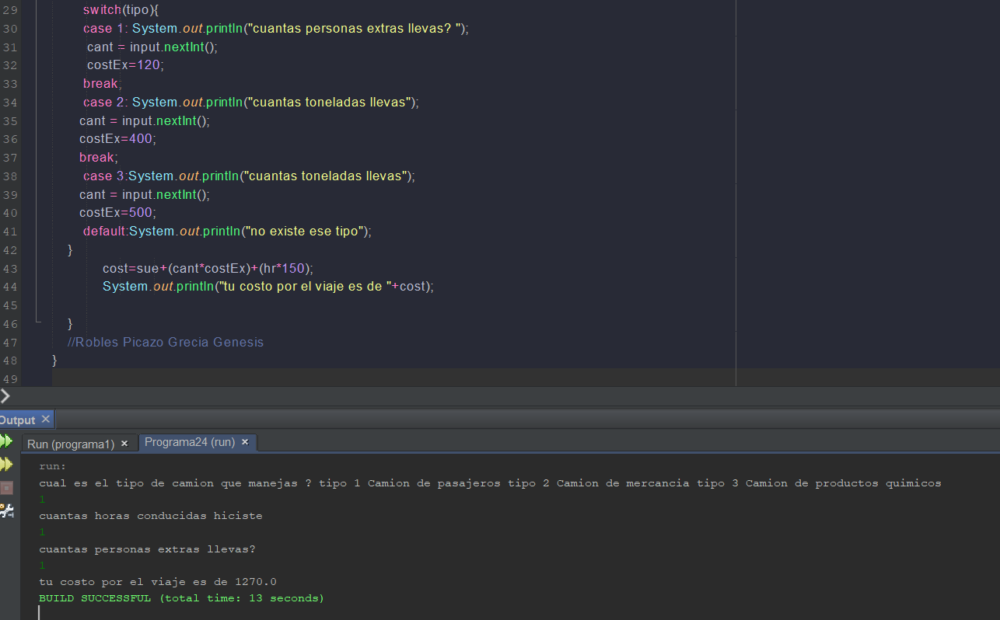 29 switch(tipo){
30 case 1: System.out.println("cuantas personas extras llevas? ");
31 cant = input.nextInt();
32 costEx=120;
33 break;
34 case 2: System.out.println("cuantas toneladas llevas");
35 cant = input.nextInt();
36 costEx=400;
37 break;
38 case 3:System.out.println("cuantas toneladas llevas");
39 cant = input.nextInt();
40 costEx=500;
41 default:System.out.println("no existe ese tipo");
42 }
43 cost=sue+(cant*costEx)+(hr*150);
44 System.out.println("tu costo por el viaje es de "+cost);
45
46 }
47 //Robles Picazo Grecia Genesis
48 }
49
Output
Run (programa1) Programa24 (run)
run:
cual es el tipo de camion que manejas ? tipo 1 Camion de pasajeros tipo 2 Camion de mercancia tipo 3 Camion de productos quimicos
1
cuantas horas conducidas hiciste
1
cuantas personas extras llevas?
1
tu costo por el viaje es de 1270.0
BUILD SUCCESSFUL (total time: 13 seconds)